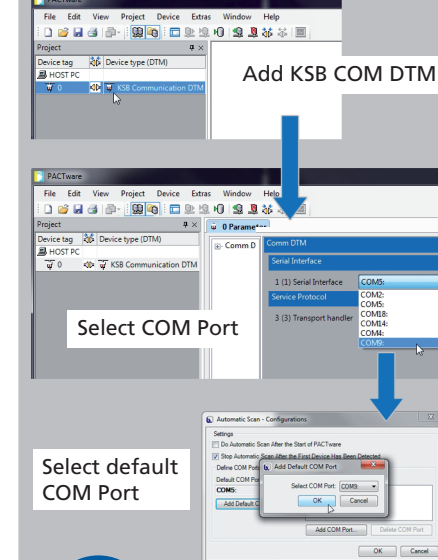 PACTware
File Edit View Project Device Extras Window Help
Project
Device tag Device type (DTM)
HOST PC
0 KSB Communication DTM
Add KSB COM DTM
PACTware
File Edit View Project Device Extras Window Help
Project
0 Parameter
Device tag Device type (DTM)
HOST PC
0 KSB Communication DTM
Comm D
Comm DTM
Serial Interface
1 (1) Serial Interface COM5:
Service Protocol
3 (3) Transport handler
COM2:
COM5:
COM18:
COM14:
COM4:
COM9:
Select COM Port
Automatic Scan - Configurations
Settings
Do Automatic Scan After the Start of PACTware
Stop Automatic Scan After the First Device Has Been Detected
Define COM Ports
Default COM Por
COM5:
Add Default C
Add Default COM Port
Select COM Port: COM9:
OK Cancel
Add COM Port... Delete COM Port
OK Cancel
Select default
COM Port